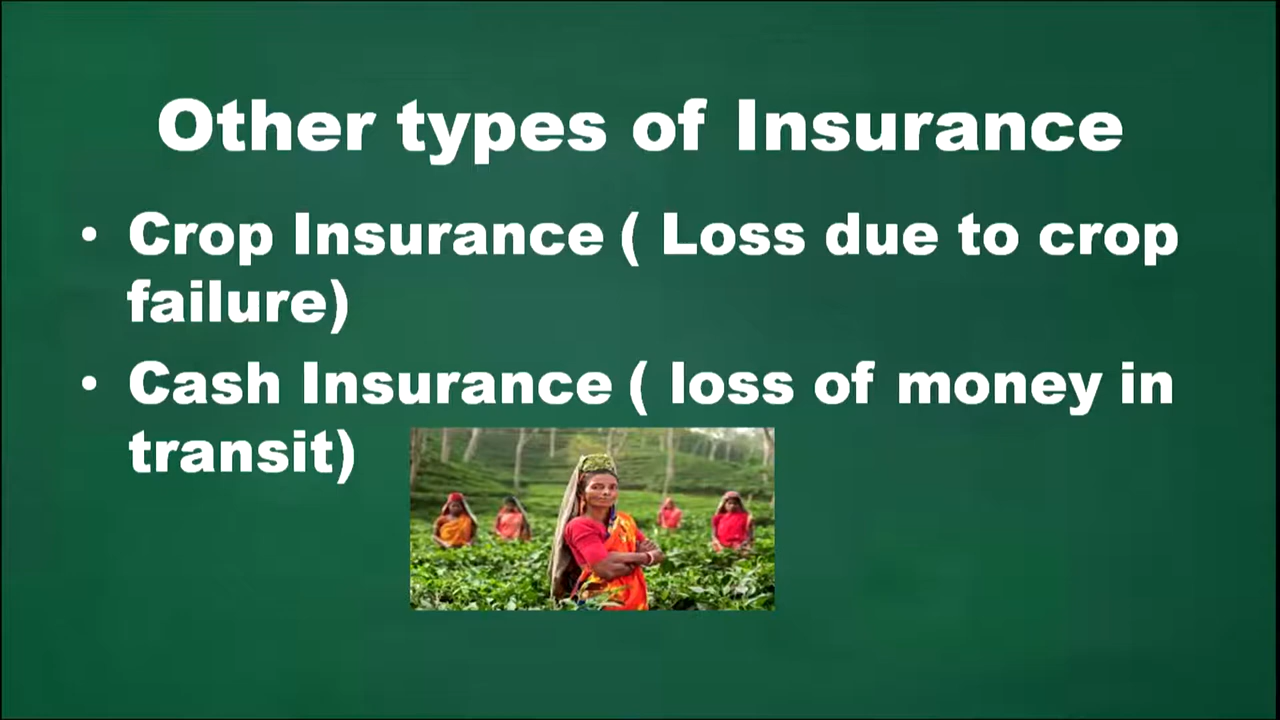 Other types of Insurance
• Crop Insurance ( Loss due to crop
failure)
• Cash Insurance ( loss of money in
transit)